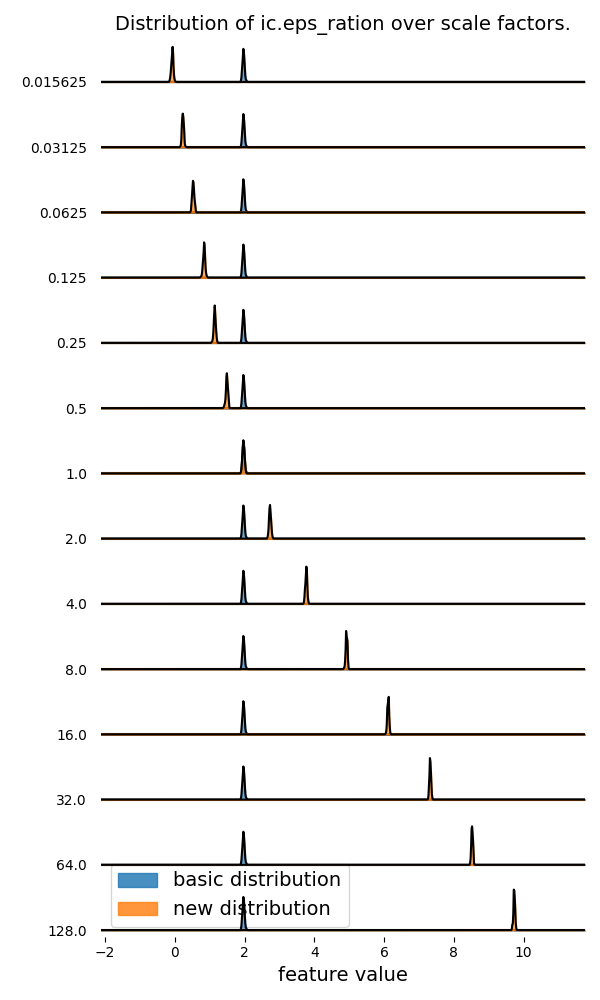 Distribution of ic.eps_ration over scale factors.
0.015625
0.03125
0.0625
0.125
0.25
0.5
1.0
2.0
4.0
8.0
16.0
32.0
64.0
basic distribution
new distribution
128.0
−2 0 2 4 6 8 10
feature value